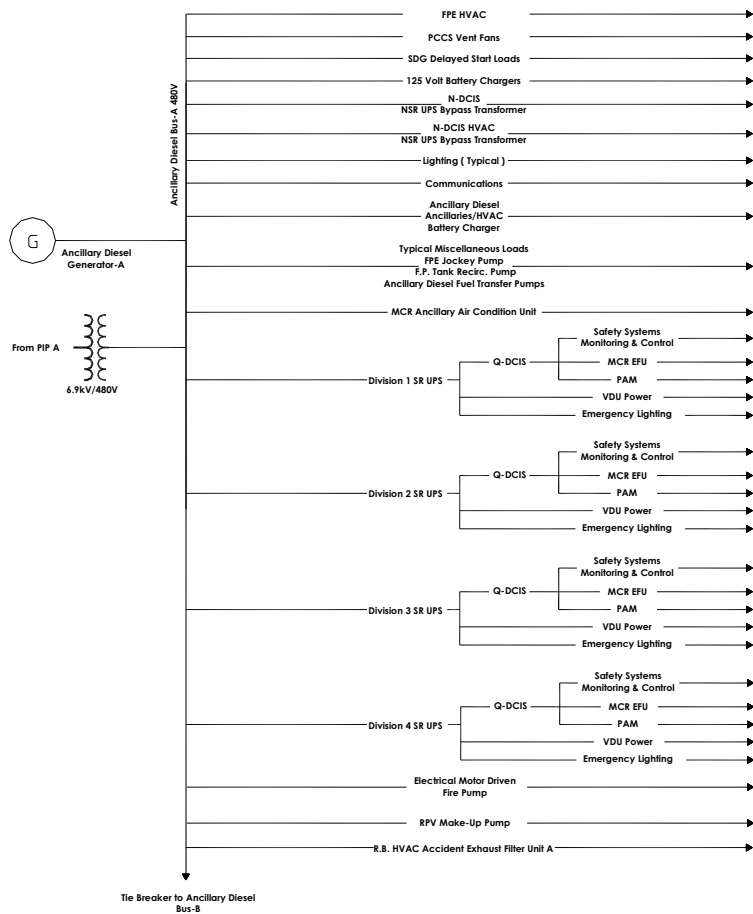 FPE HVAC
PCCS Vent Fans
SDG Delayed Start Loads
125 Volt Battery Chargers
Ancillary Diesel Bus-A 480V
N-DCIS
NSR UPS Bypass Transformer
N-DCIS HVAC
NSR UPS Bypass Transformer
Lighting ( Typical )
Communications
Ancillary Diesel
Ancillaries/HVAC
Battery Charger
G
Ancillary Diesel
Generator-A
Typical Miscellaneous Loads
FPE Jockey Pump
F.P. Tank Recirc. Pump
Ancillary Diesel Fuel Transfer Pumps
MCR Ancillary Air Condition Unit
From PIP A
6.9kV/480V
Division 1 SR UPS
Q-DCIS
Safety Systems
Monitoring & Control
MCR EFU
PAM
VDU Power
Emergency Lighting
Division 2 SR UPS
Q-DCIS
Safety Systems
Monitoring & Control
MCR EFU
PAM
VDU Power
Emergency Lighting
Division 3 SR UPS
Q-DCIS
Safety Systems
Monitoring & Control
MCR EFU
PAM
VDU Power
Emergency Lighting
Division 4 SR UPS
Q-DCIS
Safety Systems
Monitoring & Control
MCR EFU
PAM
VDU Power
Emergency Lighting
Electrical Motor Driven
Fire Pump
RPV Make-Up Pump
R.B. HVAC Accident Exhaust Filter Unit A
Tie Breaker to Ancillary Diesel
Bus-B